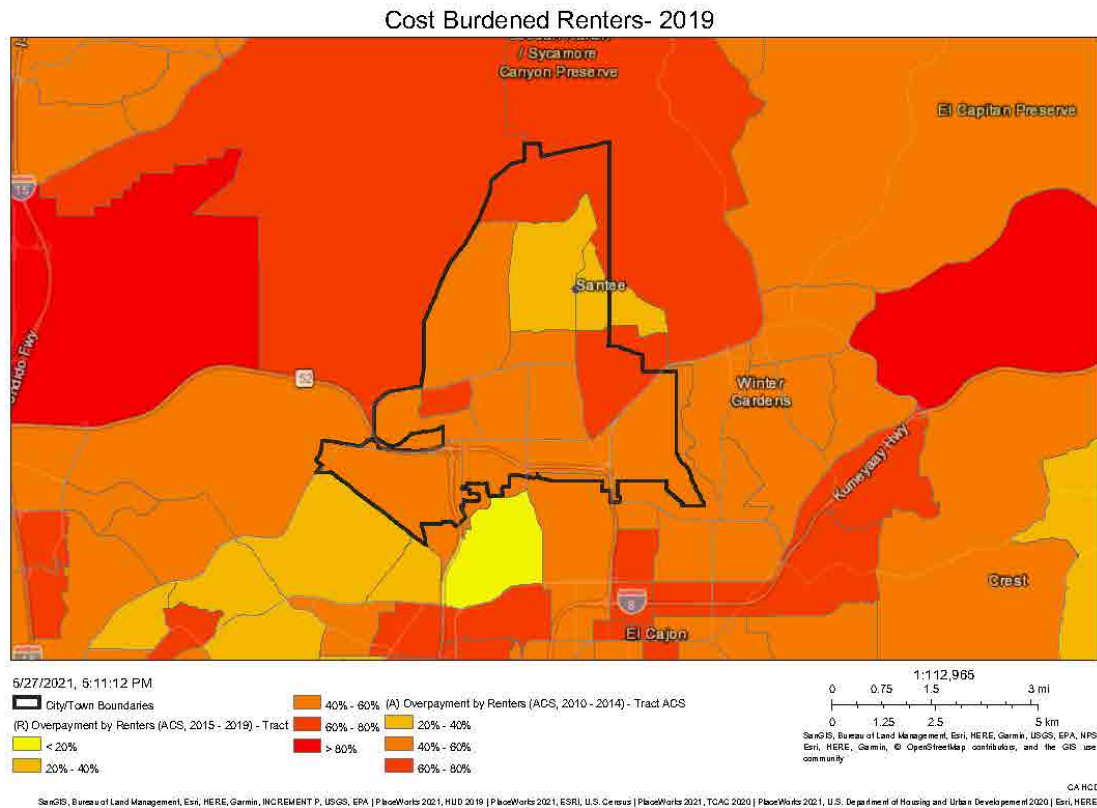 Cost Burdened Renters- 2019
/ Sycamore
Canyon Preserve
El Capitan Preserve
15
Santee
52
Winter
Gardens
Kumeyaay Hwy
Crest
8
El Cajon
5/27/2021, 5:11:12 PM
City/Town Boundaries
(R) Overpayment by Renters (ACS, 2015 - 2019) - Tract
< 20%
20% - 40%
40% - 60%
60% - 80%
> 80%
(A) Overpayment by Renters (ACS, 2010 - 2014) - Tract ACS
20% - 40%
40% - 60%
60% - 80%
1:112,965
0 0.75 1.5 3 mi
0 1.25 2.5 5 km
SanGIS, Bureau of Land Management, Esri, HERE, Garmin, USGS, EPA, NPS
Esri, HERE, Garmin, © OpenStreetMap contributors, and the GIS use
community
CA HCD
SanGIS, Bureau of Land Management, Esri, HERE, Garmin, INCREMENT P, USGS, EPA | PlaceWorks 2021, HUD 2019 | PlaceWorks 2021, ESRI, U.S. Census | PlaceWorks 2021, TCAC 2020 | PlaceWorks 2021, U.S. Department of Housing and Urban Development 2020 | Esri, HERE